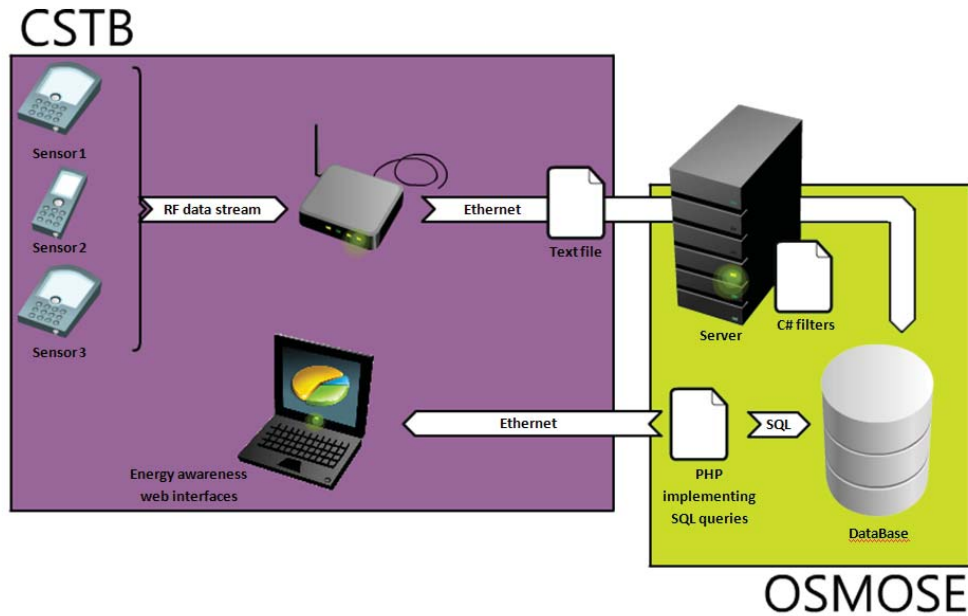 CSTB
Sensor 1
Sensor 2
Sensor 3
RF data stream
Ethernet
Text file
Server
C# filters
Energy awareness
web interfaces
Ethernet
PHP
implementing
SQL queries
SQL
DataBase
OSMOSE